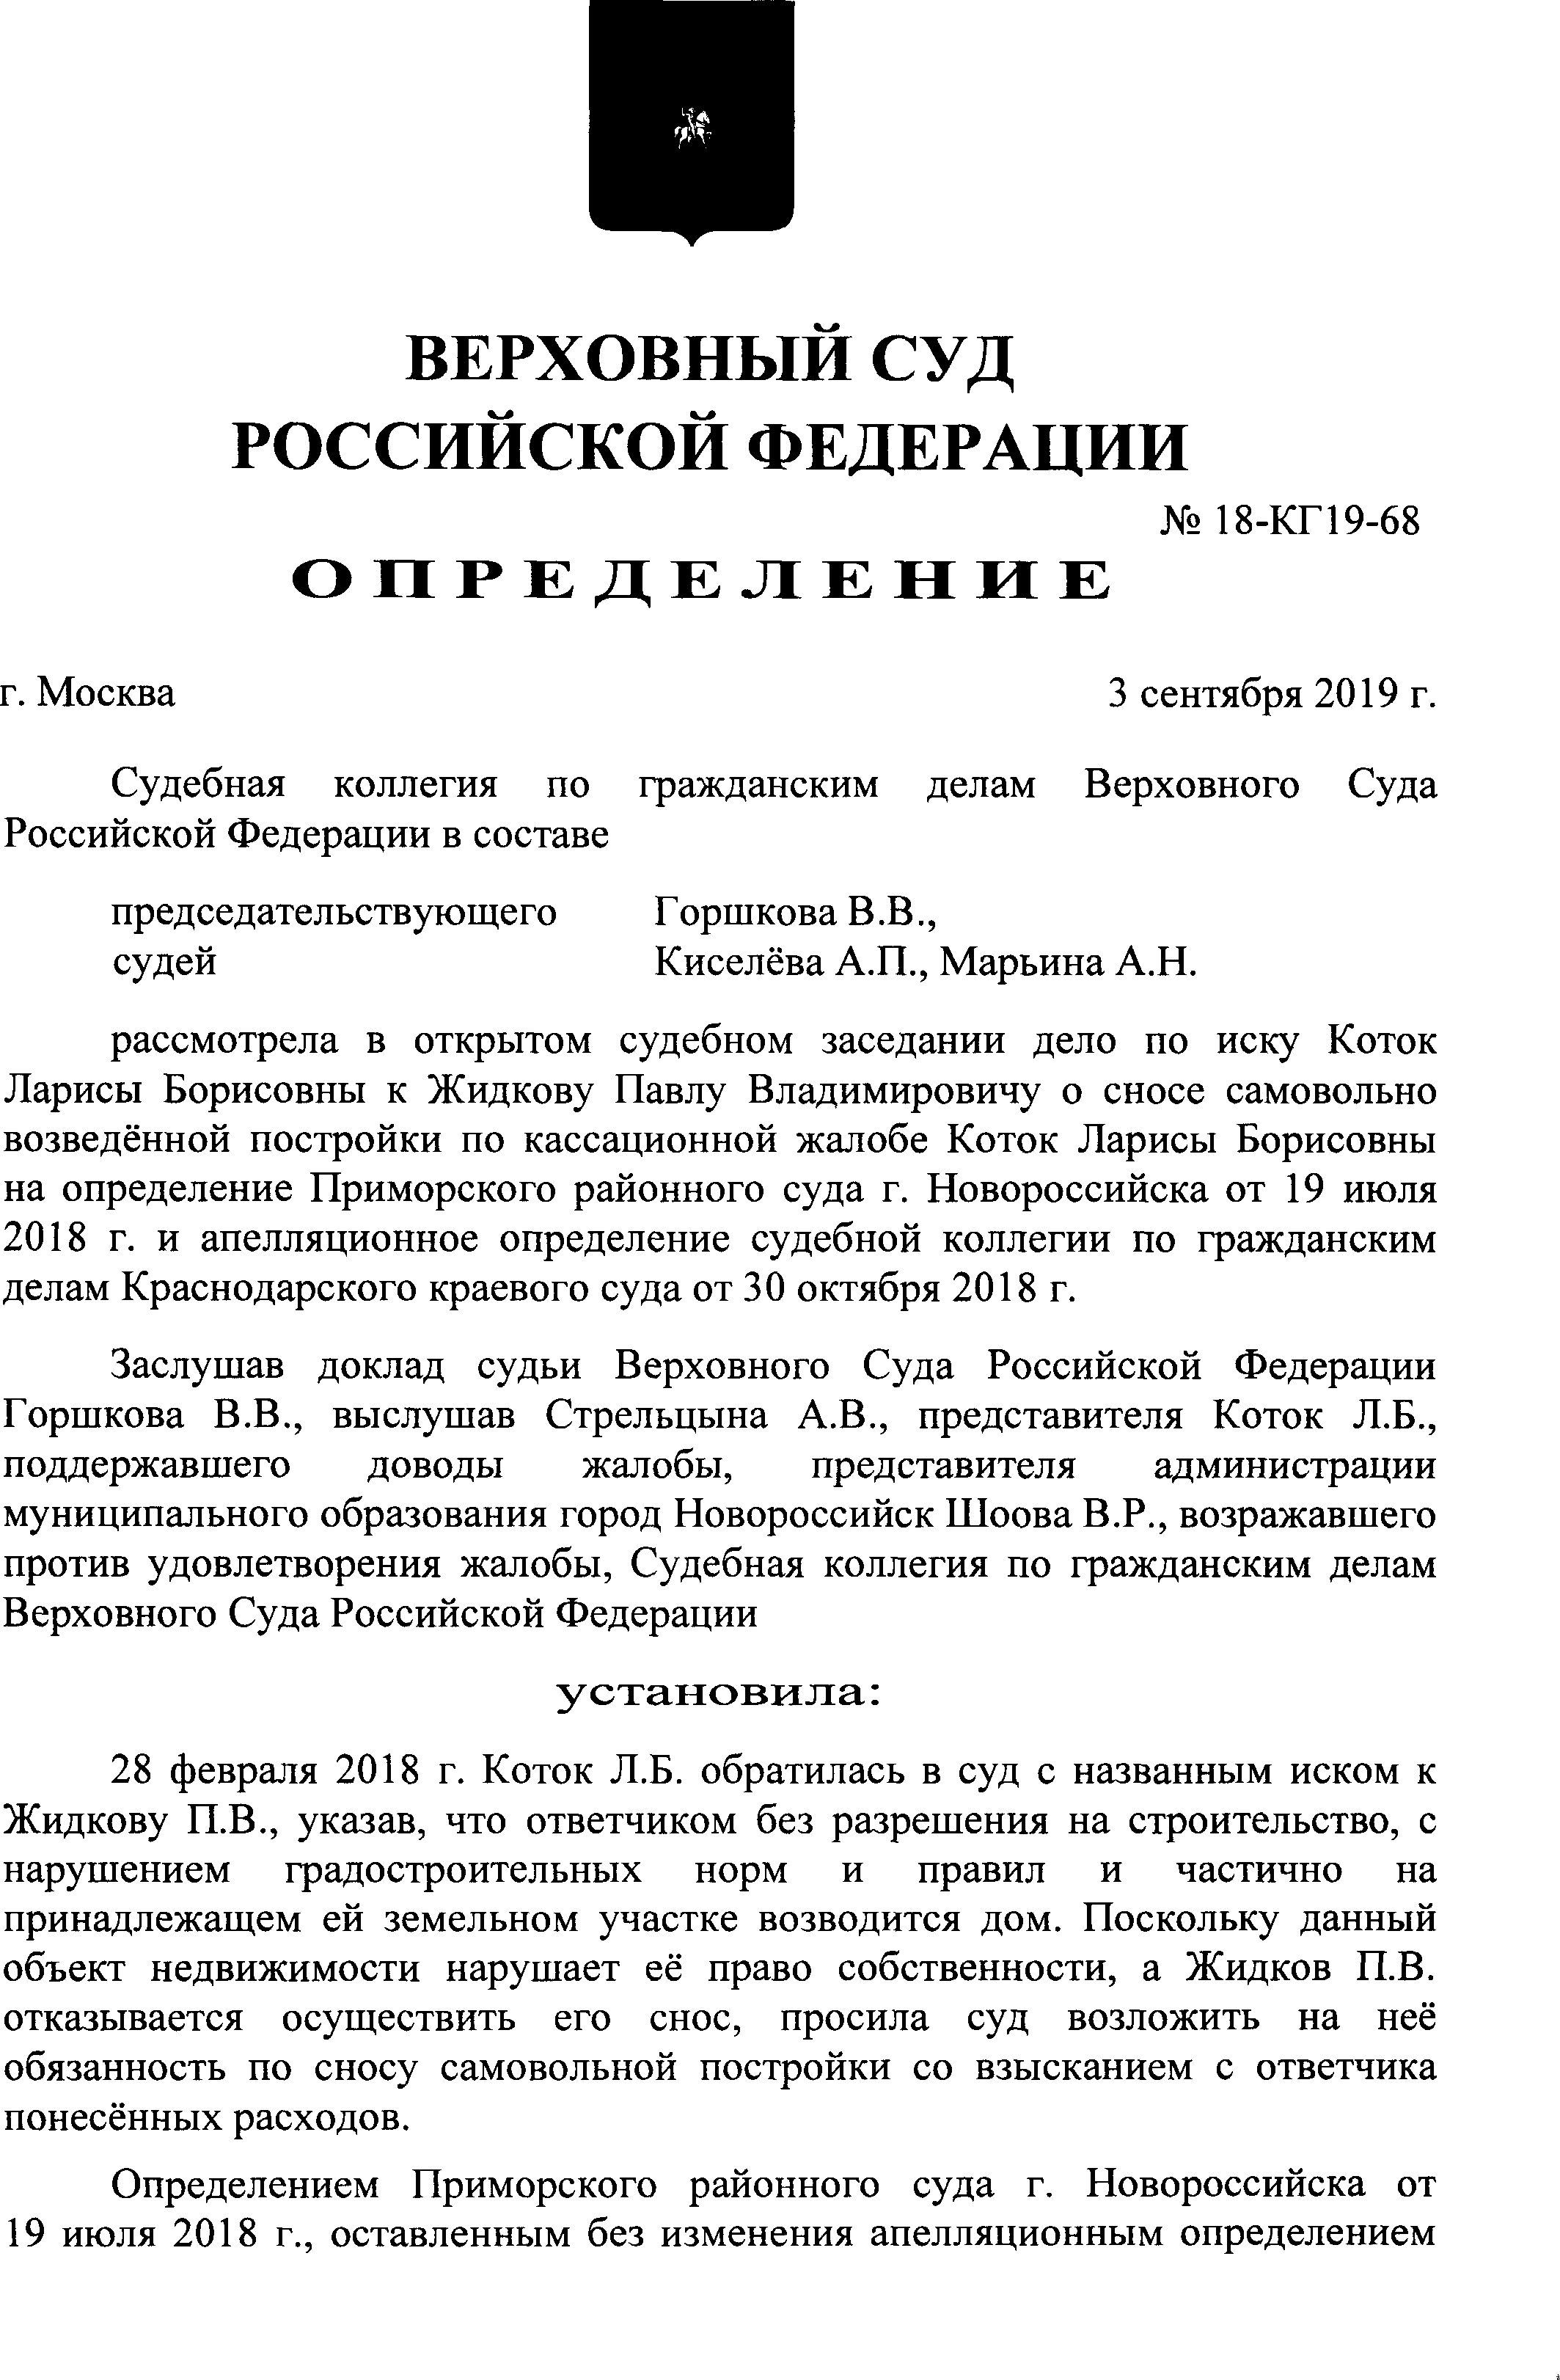 ВЕРХОВНЫЙ СУД
РОССИЙСКОЙ ФЕДЕРАЦИИ
№ 18-КГ19-68
ОПРЕДЕЛЕНИЕ
г. Москва 3 сентября 2019 г.
Судебная коллегия по гражданским делам Верховного Суда
Российской Федерации в составе
председательствующего Горшкова В.В.,
судей Киселёва А.П., Марьина А.Н.
рассмотрела в открытом судебном заседании дело по иску Коток
Ларисы Борисовны к Жидкову Павлу Владимировичу о сносе самовольно
возведённой постройки по кассационной жалобе Коток Ларисы Борисовны
на определение Приморского районного суда г. Новороссийска от 19 июля
2018 г. и апелляционное определение судебной коллегии по гражданским
делам Краснодарского краевого суда от 30 октября 2018 г.
Заслушав доклад судьи Верховного Суда Российской Федерации
Горшкова В.В., выслушав Стрельцына А.В., представителя Коток Л.Б.,
поддержавшего доводы жалобы, представителя администрации
муниципального образования город Новороссийск Шоова В.Р., возражавшего
против удовлетворения жалобы, Судебная коллегия по гражданским делам
Верховного Суда Российской Федерации
установила:
28 февраля 2018 г. Коток Л.Б. обратилась в суд с названным иском к
Жидкову П.В., указав, что ответчиком без разрешения на строительство, с
нарушением градостроительных норм и правил и частично на
принадлежащем ей земельном участке возводится дом. Поскольку данный
объект недвижимости нарушает её право собственности, а Жидков П.В.
отказывается осуществить его снос, просила суд возложить на неё
обязанность по сносу самовольной постройки со взысканием с ответчика
понесённых расходов.
Определением Приморского районного суда г. Новороссийска от
19 июля 2018 г., оставленным без изменения апелляционным определением